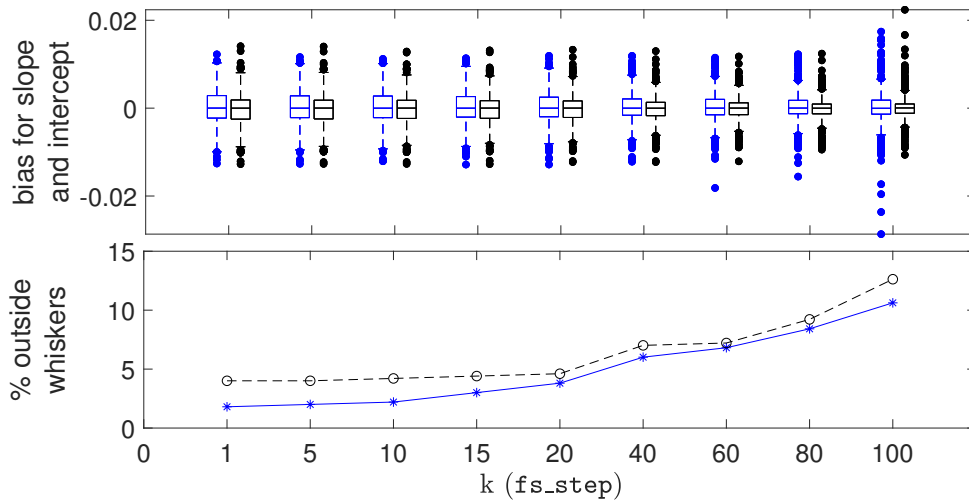 0.02
0
-0.02
bias for slope
and intercept
15
10
5
0
% outside
whiskers
0 1 5 10 15 20 40 60 80 100
k (fs_step)